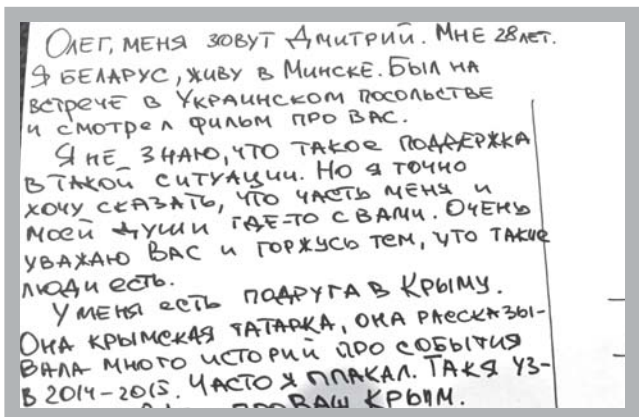 Олег, меня зовут Дмитрий. Мне 28 лет.
Я беларус, живу в Минске. Был на
встрече в Украинском посольстве
и смотрел фильм про Вас.
Я не знаю, что такое поддержка
в такой ситуации. Но я точно
хочу сказать, что часть меня и
моей души где-то с Вами. Очень
уважаю Вас и горжусь тем, что такие
люди есть.
У меня есть подруга в Крыму.
Она крымская татарка, она рассказы-
вала много историй про события
в 2014-2015. Часто я плакал. Так я уз-
про Ваш Крым.